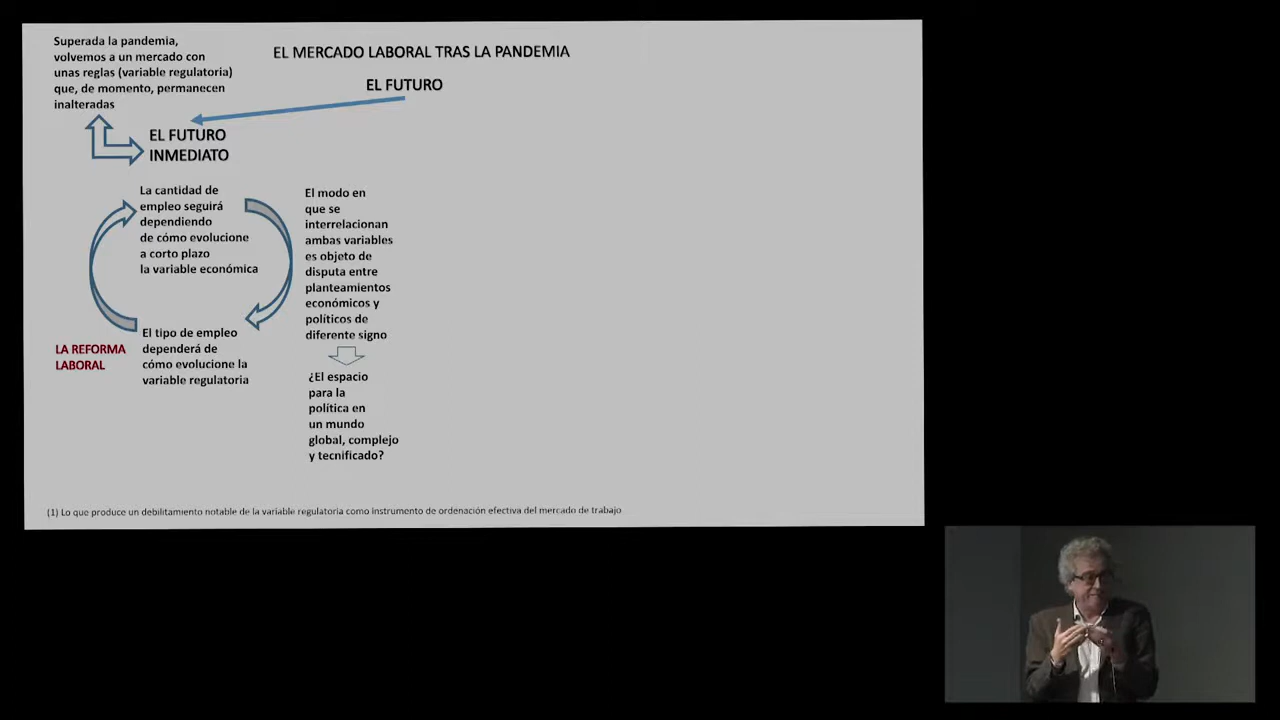 EL MERCADO LABORAL TRAS LA PANDEMIA
EL FUTURO
Superada la pandemia,
volvemos a un mercado con
unas reglas (variable regulatoria)
que, de momento, permanecen
inalteradas
EL FUTURO
INMEDIATO
La cantidad de
empleo seguirá
dependiendo
de cómo evolucione
a corto plazo
la variable económica
El tipo de empleo
dependerá de
cómo evolucione la
variable regulatoria
LA REFORMA
LABORAL
El modo en
que se
interrelacionan
ambas variables
es objeto de
disputa entre
planteamientos
económicos y
políticos de
diferente signo
¿El espacio
para la
política en
un mundo
global, complejo
y tecnificado?
(1) Lo que produce un debilitamiento notable de la variable regulatoria como instrumento de ordenación efectiva del mercado de trabajo